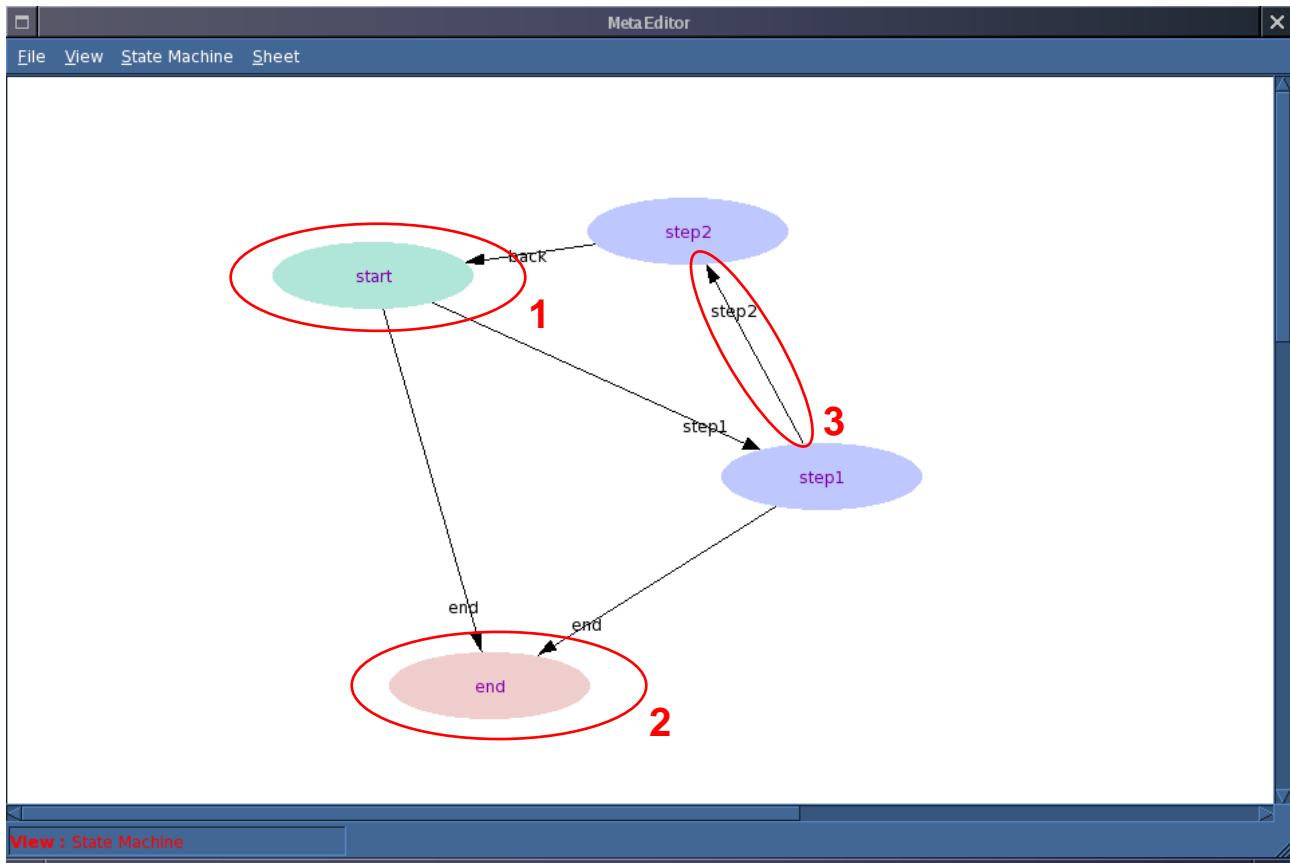 MetaEditor
File View State Machine Sheet
step2
back
start
1
step2
step1
3
step1
end
end
end
2
View : State Machine